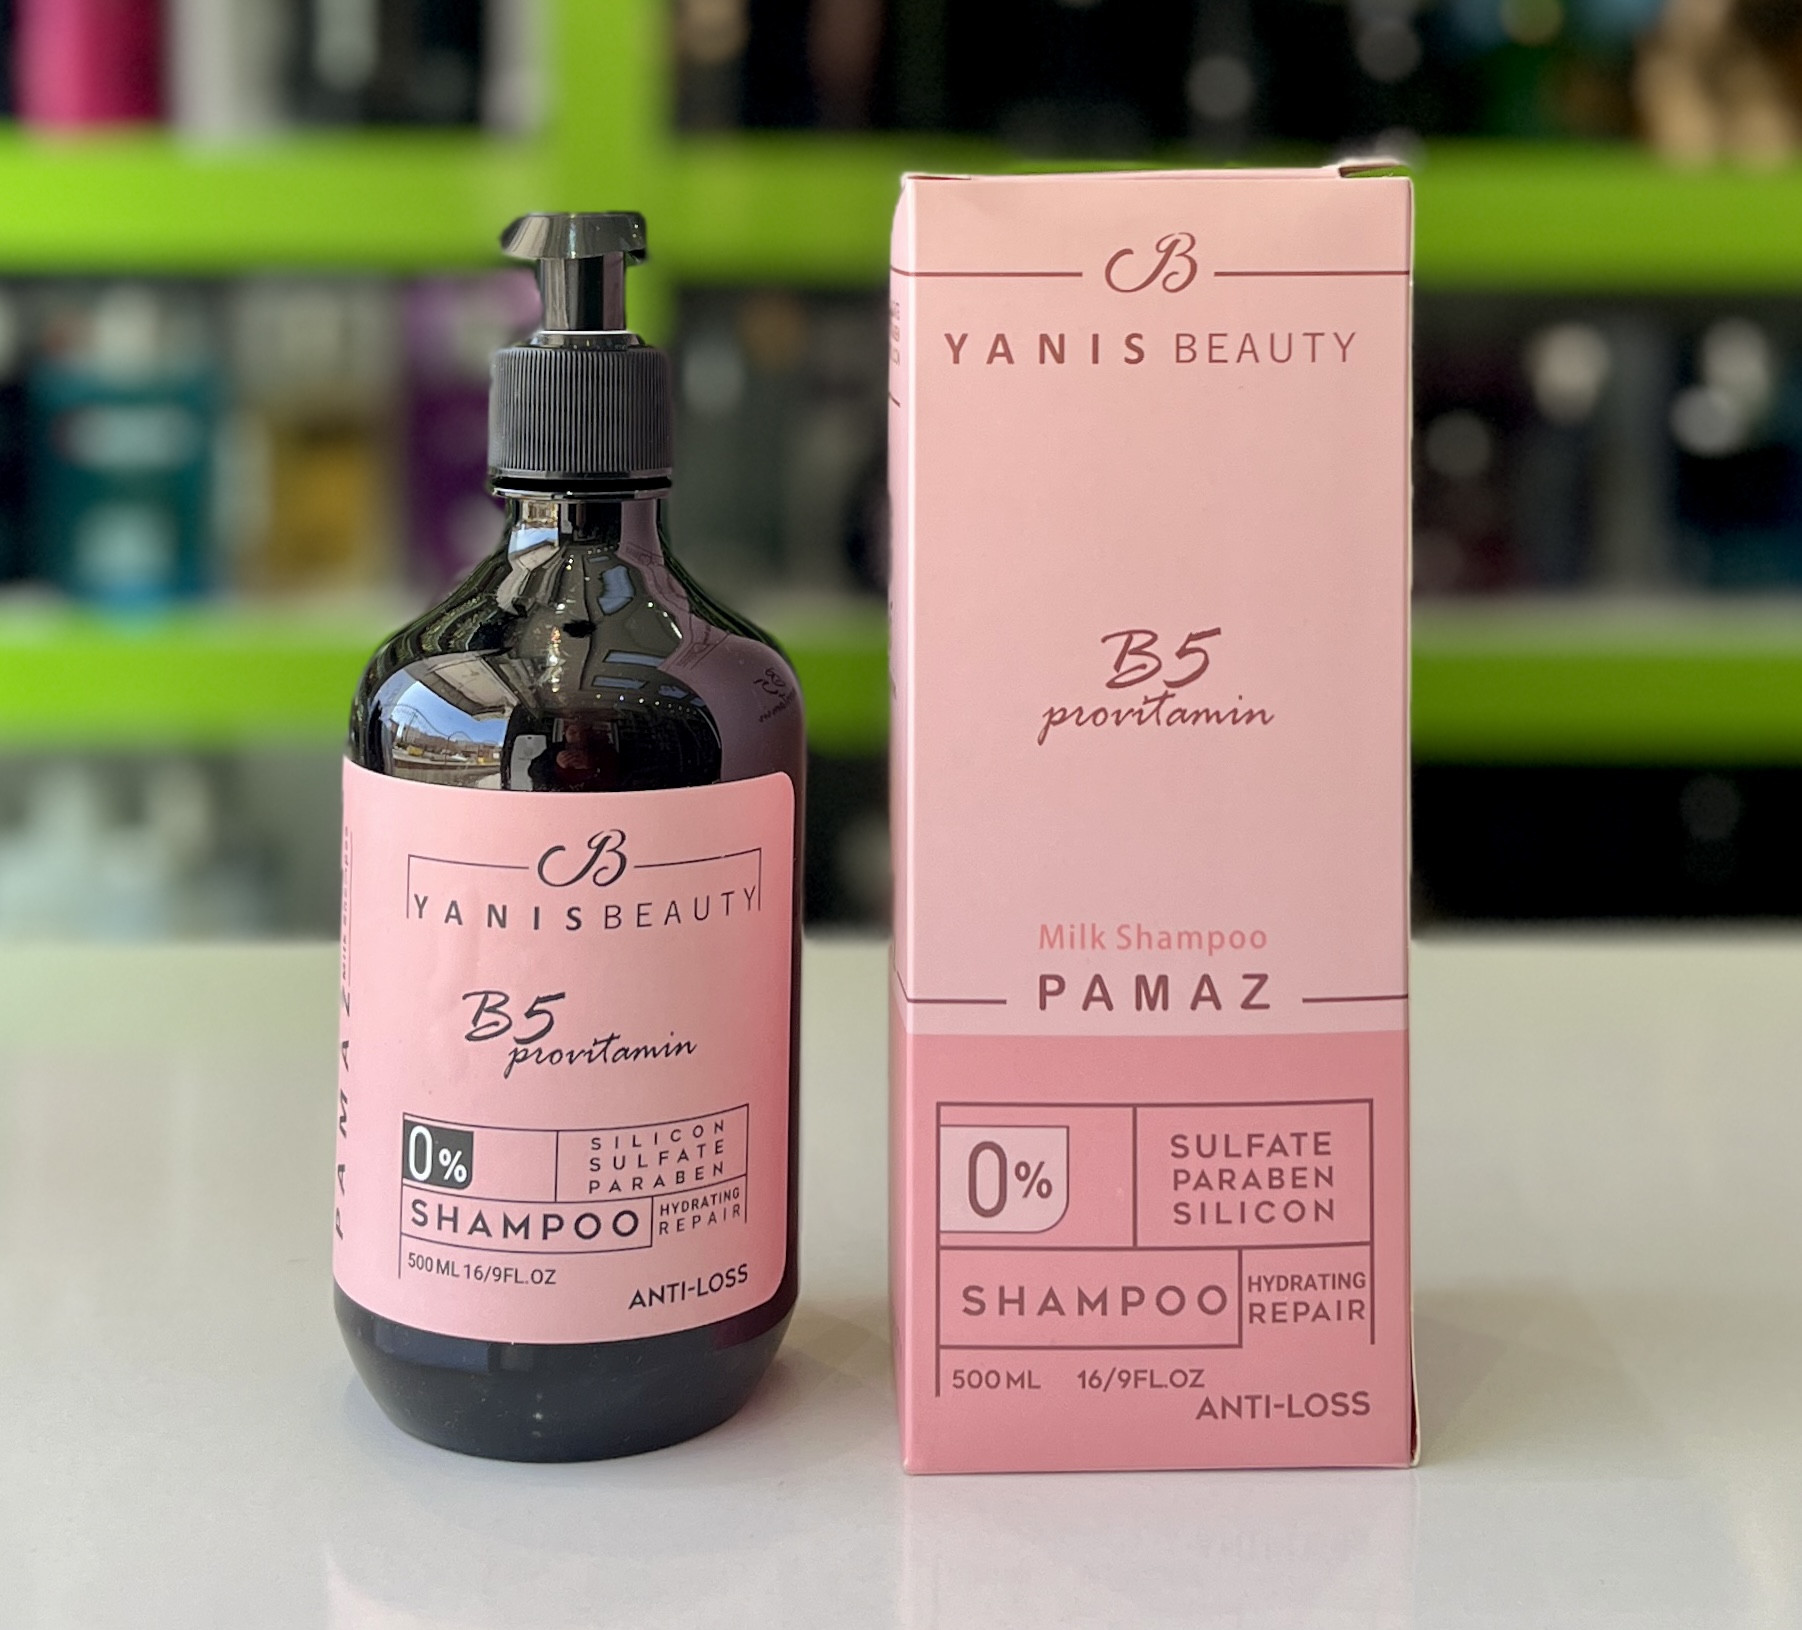 B
YANIS BEAUTY
B5
provitamin
0%
SILICON
SULFATE
PARABEN
SHAMPOO
HYDRATING
REPAIR
500 ML 16/9FL.OZ
ANTI-LOSS
PAMAZ Milk Shampoo
B
YANIS BEAUTY
B5
provitamin
Milk Shampoo
PAMAZ
0%
SULFATE
PARABEN
SILICON
SHAMPOO
HYDRATING
REPAIR
500 ML 16/9FL.OZ
ANTI-LOSS